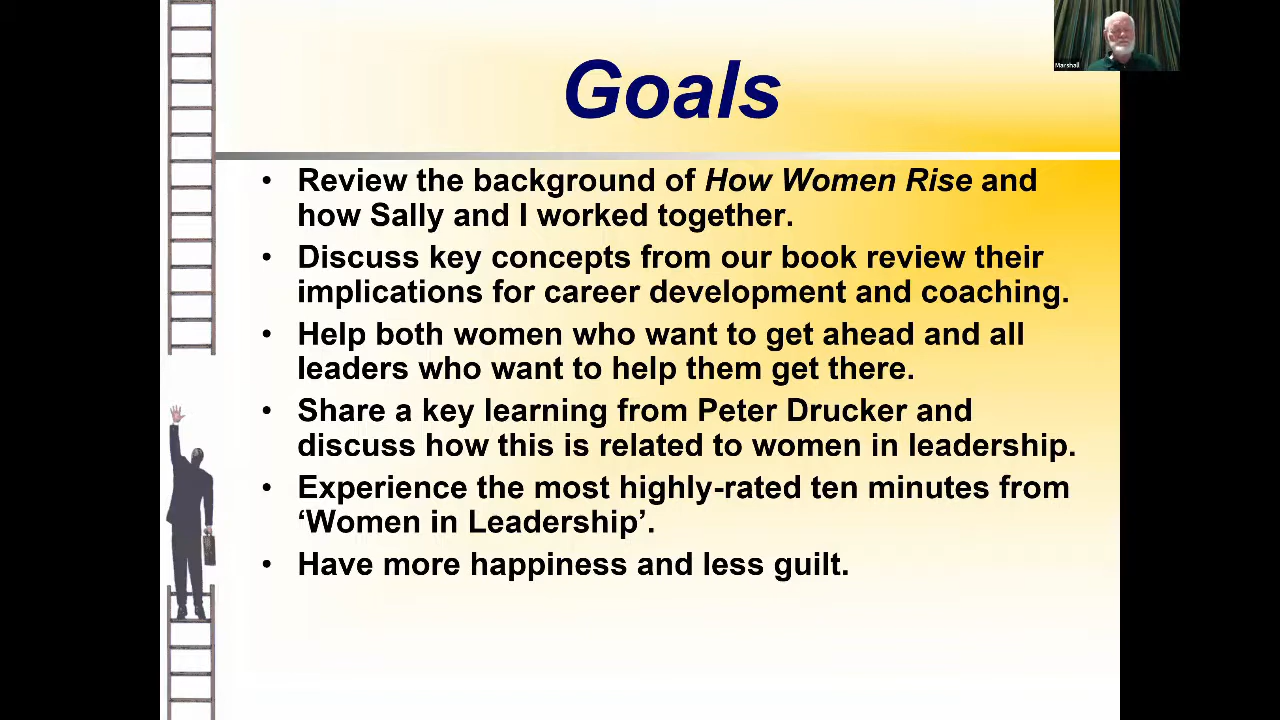 Marshall
Goals
• Review the background of How Women Rise and
how Sally and I worked together.
• Discuss key concepts from our book review their
implications for career development and coaching.
• Help both women who want to get ahead and all
leaders who want to help them get there.
• Share a key learning from Peter Drucker and
discuss how this is related to women in leadership.
• Experience the most highly-rated ten minutes from
‘Women in Leadership’.
• Have more happiness and less guilt.